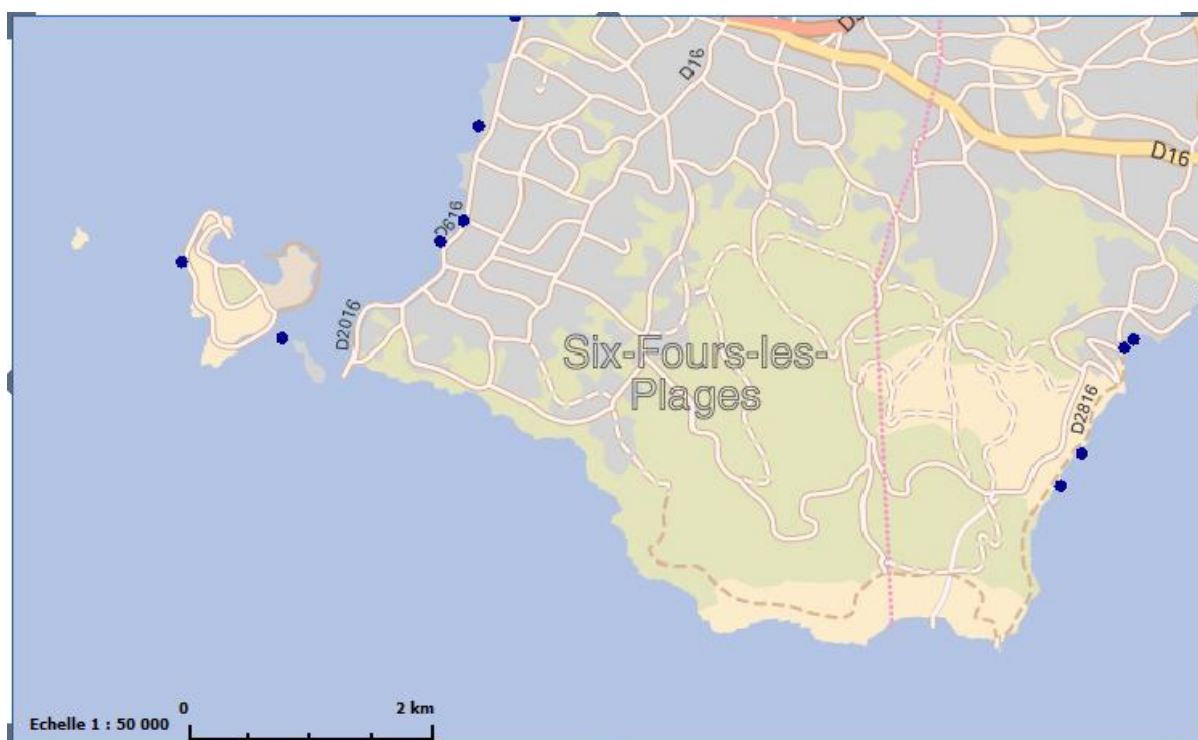 D16
D16
D616
D2016
Six-Fours-les-
Plages
D2816
0 2 km
Echelle 1 : 50 000